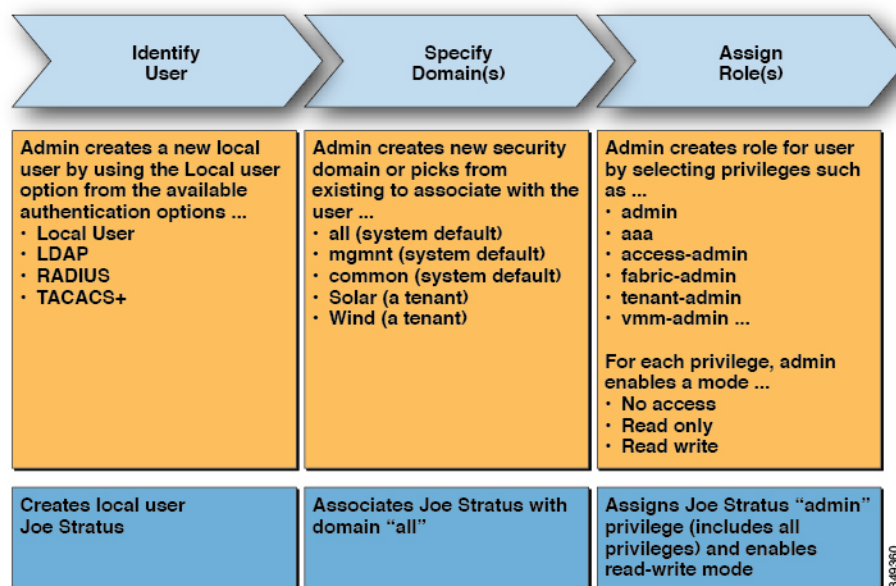 Identify
User
Specify
Domain(s)
Assign
Role(s)
Admin creates a new local
user by using the Local user
option from the available
authentication options ...
• Local User
• LDAP
• RADIUS
• TACACS+
Admin creates new security
domain or picks from
existing to associate with the
user ...
• all (system default)
• mgmnt (system default)
• common (system default)
• Solar (a tenant)
• Wind (a tenant)
Admin creates role for user
by selecting privileges such
as ...
• admin
• aaa
• access-admin
• fabric-admin
• tenant-admin
• vmm-admin ...
For each privilege, admin
enables a mode ...
• No access
• Read only
• Read write
Creates local user
Joe Stratus
Associates Joe Stratus with
domain “all”
Assigns Joe Stratus “admin”
privilege (includes all
privileges) and enables
read-write mode